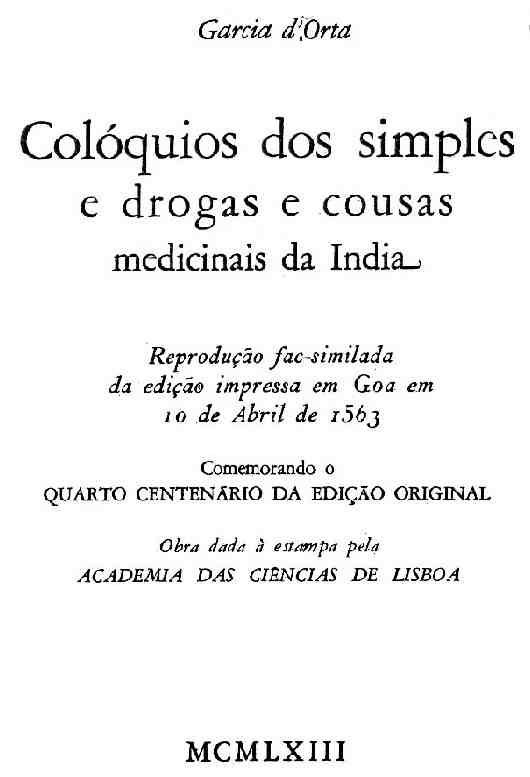 Garcia d'Orta
Colóquios dos simples
e drogas e cousas
medicinais da India
Reprodução fac-similada
da edição impressa em Goa em
10 de Abril de 1563
Comemorando o
QUARTO CENTENÁRIO DA EDIÇÃO ORIGINAL
Obra dada à estampa pela
ACADEMIA DAS CIÊNCIAS DE LISBOA
MCMLXIII